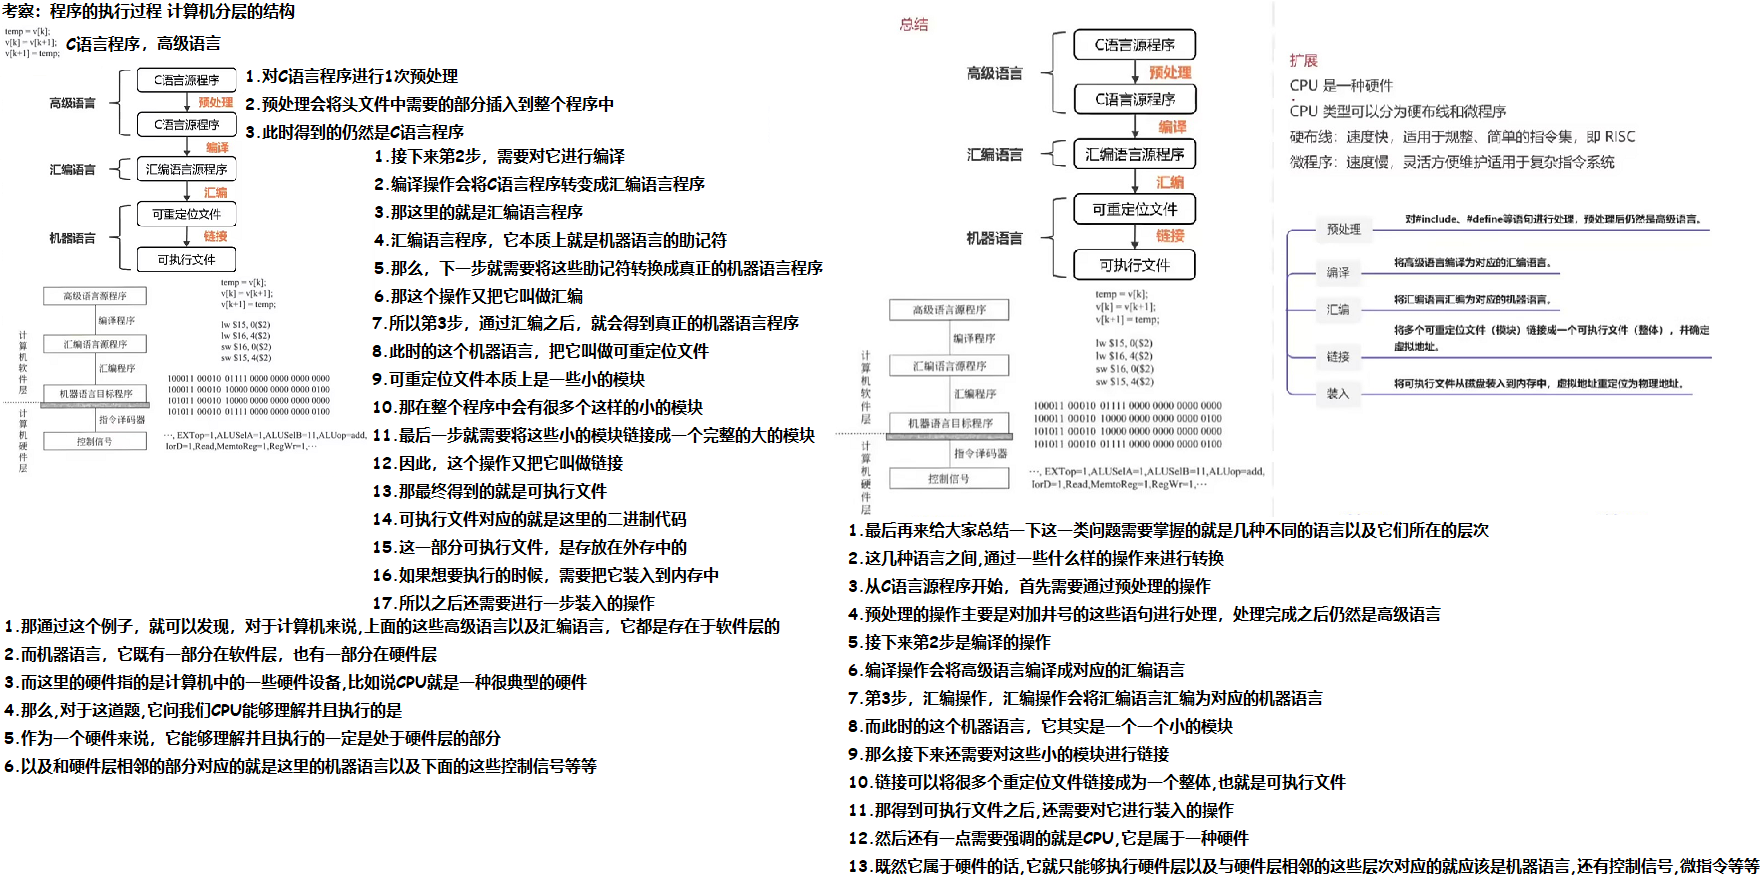 考察：程序的执行过程 计算机分层的结构
temp = v[k];
v[k] = v[k+1];
v[k+1] = temp;
C语言程序，高级语言
高级语言
C语言源程序
预处理
C语言源程序
编译
汇编语言
汇编语言源程序
汇编
机器语言
可重定位文件
链接
可执行文件
1.对C语言程序进行1次预处理
2.预处理会将头文件中需要的部分插入到整个程序中
3.此时得到的仍然是C语言程序
1.接下来第2步，需要对它进行编译
2.编译操作会将C语言程序转变成汇编语言程序
3.那这里的就是汇编语言程序
4.汇编语言程序，它本质上就是机器语言的助记符
5.那么，下一步就需要将这些助记符转换成真正的机器语言程序
6.那这个操作又把它叫做汇编
7.所以第3步，通过汇编之后，就会得到真正的机器语言程序
8.此时的这个机器语言，把它叫做可重定位文件
9.可重定位文件本质上是一些小的模块
10.那在整个程序中会有很多个这样的小的模块
11.最后一步就需要将这些小的模块链接成一个完整的大的模块
12.因此，这个操作又把它叫做链接
13.那最终得到的就是可执行文件
14.可执行文件对应的就是这里的二进制代码
15.这一部分可执行文件，是存放在外存中的
16.如果想要执行的时候，需要把它装入到内存中
17.所以之后还需要进行一步装入的操作
计算机软件层
计算机硬件层
高级语言源程序
编译程序
汇编语言源程序
汇编程序
机器语言目标程序
指令译码器
控制信号
temp = v[k];
v[k] = v[k+1];
v[k+1] = temp;
lw $15, 0($2)
lw $16, 4($2)
sw $16, 0($2)
sw $15, 4($2)
100011 00010 01111 0000 0000 0000 0000
100011 00010 10000 0000 0000 0000 0100
101011 00010 10000 0000 0000 0000 0000
101011 00010 01111 0000 0000 0000 0100
…, EXTop=1,ALUSelA=1,ALUSelB=11,ALUop=add,
IorD=1,Read,MemtoReg=1,RegWr=1,…
1.那通过这个例子，就可以发现，对于计算机来说,上面的这些高级语言以及汇编语言，它都是存在于软件层的
2.而机器语言，它既有一部分在软件层，也有一部分在硬件层
3.而这里的硬件指的是计算机中的一些硬件设备,比如说CPU就是一种很典型的硬件
4.那么,对于这道题,它问我们CPU能够理解并且执行的是
5.作为一个硬件来说，它能够理解并且执行的一定是处于硬件层的部分
6.以及和硬件层相邻的部分对应的就是这里的机器语言以及下面的这些控制信号等等
总结
高级语言
C语言源程序
预处理
C语言源程序
编译
汇编语言
汇编语言源程序
汇编
机器语言
可重定位文件
链接
可执行文件
计算机软件层
计算机硬件层
高级语言源程序
编译程序
汇编语言源程序
汇编程序
机器语言目标程序
指令译码器
控制信号
temp = v[k];
v[k] = v[k+1];
v[k+1] = temp;
lw $15, 0($2)
lw $16, 4($2)
sw $16, 0($2)
sw $15, 4($2)
100011 00010 01111 0000 0000 0000 0000
100011 00010 10000 0000 0000 0000 0100
101011 00010 10000 0000 0000 0000 0000
101011 00010 01111 0000 0000 0000 0100
…, EXTop=1,ALUSelA=1,ALUSelB=11,ALUop=add,
IorD=1,Read,MemtoReg=1,RegWr=1,…
扩展
CPU 是一种硬件
CPU 类型可以分为硬布线和微程序
硬布线：速度快，适用于规整、简单的指令集，即 RISC
微程序：速度慢，灵活方便维护适用于复杂指令系统
预处理
对#include、#define等语句进行处理，预处理后仍然是高级语言。
编译
将高级语言编译为对应的汇编语言。
汇编
将汇编语言汇编为对应的机器语言。
链接
将多个可重定位文件（模块）链接成一个可执行文件（整体），并确定
虚拟地址。
装入
将可执行文件从磁盘装入到内存中，虚拟地址重定位为物理地址。
1.最后再来给大家总结一下这一类问题需要掌握的就是几种不同的语言以及它们所在的层次
2.这几种语言之间,通过一些什么样的操作来进行转换
3.从C语言源程序开始，首先需要通过预处理的操作
4.预处理的操作主要是对加井号的这些语句进行处理，处理完成之后仍然是高级语言
5.接下来第2步是编译的操作
6.编译操作会将高级语言编译成对应的汇编语言
7.第3步，汇编操作，汇编操作会将汇编语言汇编为对应的机器语言
8.而此时的这个机器语言，它其实是一个一个小的模块
9.那么接下来还需要对这些小的模块进行链接
10.链接可以将很多个重定位文件链接成为一个整体,也就是可执行文件
11.那得到可执行文件之后,还需要对它进行装入的操作
12.然后还有一点需要强调的就是CPU,它是属于一种硬件
13.既然它属于硬件的话,它就只能够执行硬件层以及与硬件层相邻的这些层次对应的就应该是机器语言,还有控制信号,微指令等等